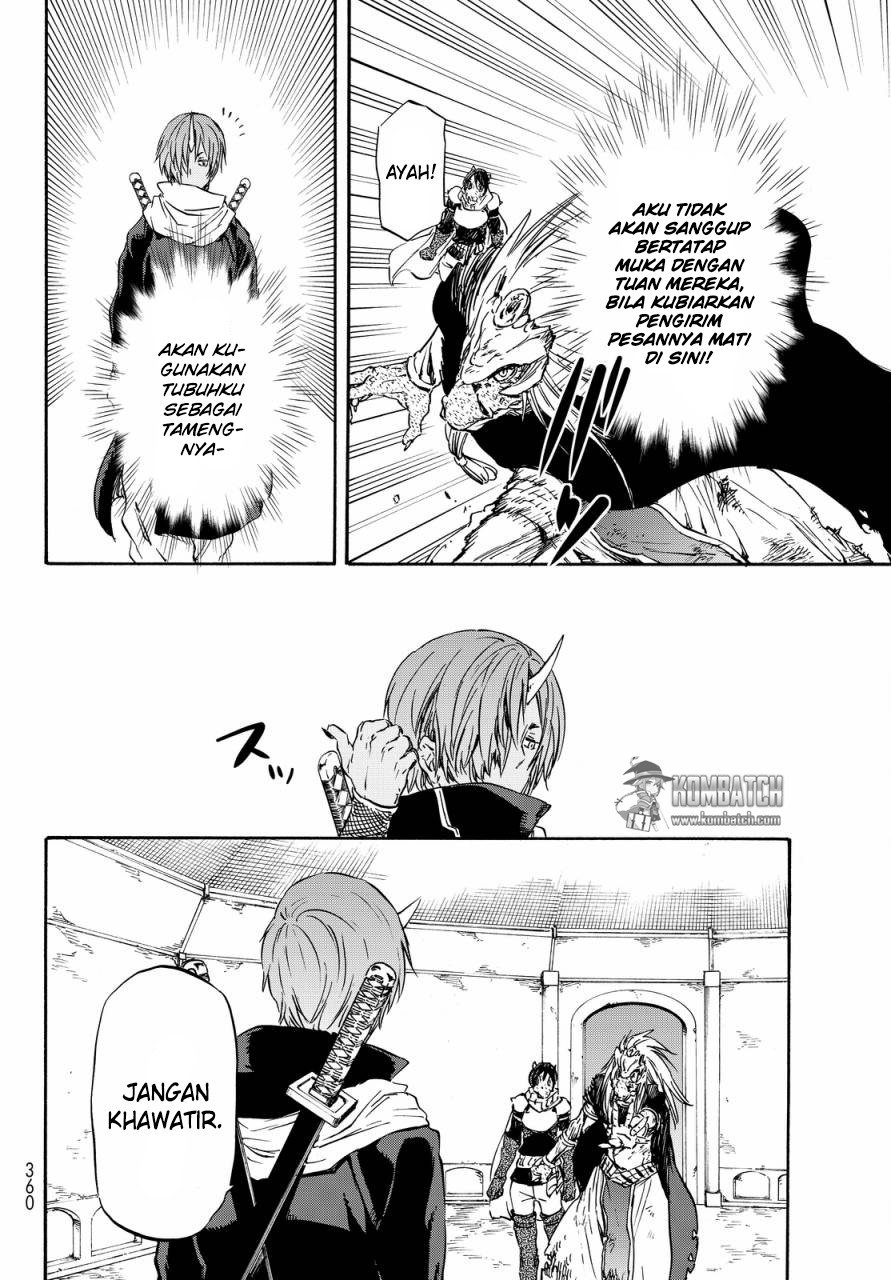 AYAH!
AKU TIDAK
AKAN SANGGUP
BERTATAP
MUKA DENGAN
TUAN MEREKA,
BILA KUBIARKAN
PENGIRIM
PESANNYA MATI
DI SINI!
AKAN KU-
GUNAKAN
TUBUHKU
SEBAGAI
TAMENG-
NYA-
スッ
KOMBATCH
www.kombatch.com
JANGAN
KHAWATIR.
360